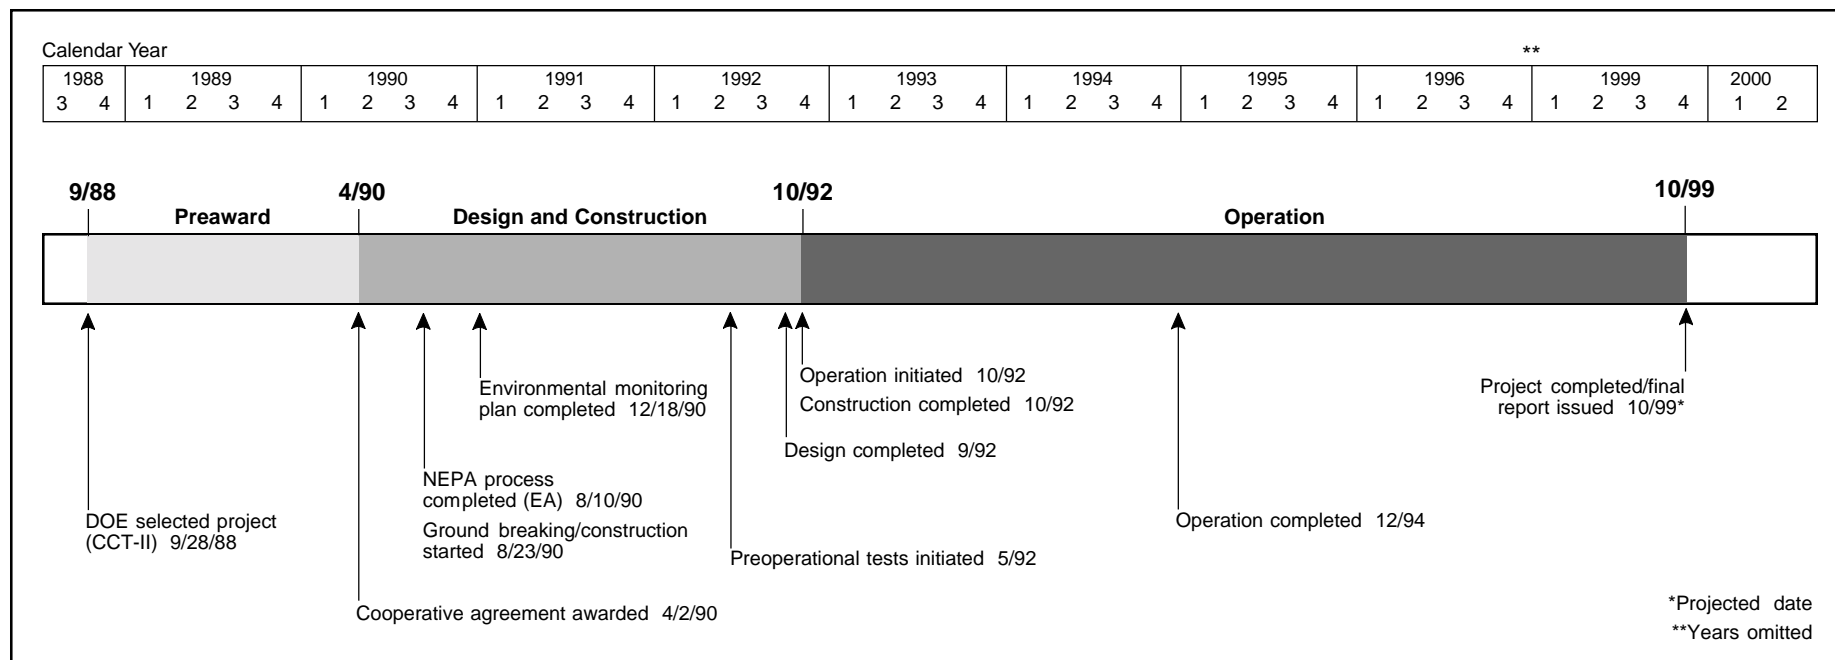 Calendar Year
**
1988 1989 1990 1991 1992 1993 1994 1995 1996 1999 2000
3 4 1 2 3 4 1 2 3 4 1 2 3 4 1 2 3 4 1 2 3 4 1 2 3 4 1 2 3 4 1 2 3 4 1 2 3 4 1 2
9/88 4/90 10/92 10/99
Preaward Design and Construction Operation
Environmental monitoring
plan completed 12/18/90
Operation initiated 10/92
Construction completed 10/92
Project completed/final
report issued 10/99*
Design completed 9/92
NEPA process
completed (EA) 8/10/90
Ground breaking/construction
started 8/23/90
DOE selected project
(CCT-II) 9/28/88
Operation completed 12/94
Preoperational tests initiated 5/92
Cooperative agreement awarded 4/2/90
*Projected date
**Years omitted